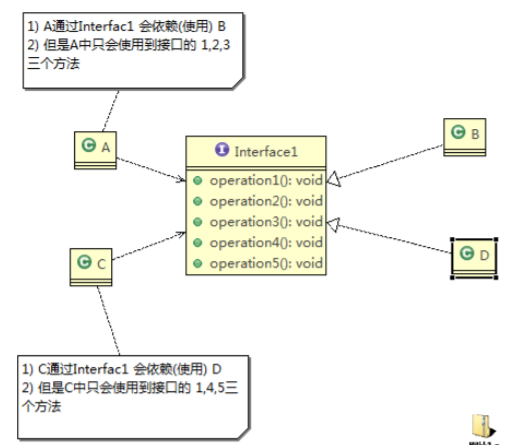 1) A通过Interfac1 会依赖(使用) B
2) 但是A中只会使用到接口的 1,2,3
三个方法
C A
C B
I Interface1
operation1(): void
operation2(): void
operation3(): void
operation4(): void
operation5(): void
C C
C D
1) C通过Interfac1 会依赖(使用) D
2) 但是C中只会使用到接口的 1,4,5三
个方法